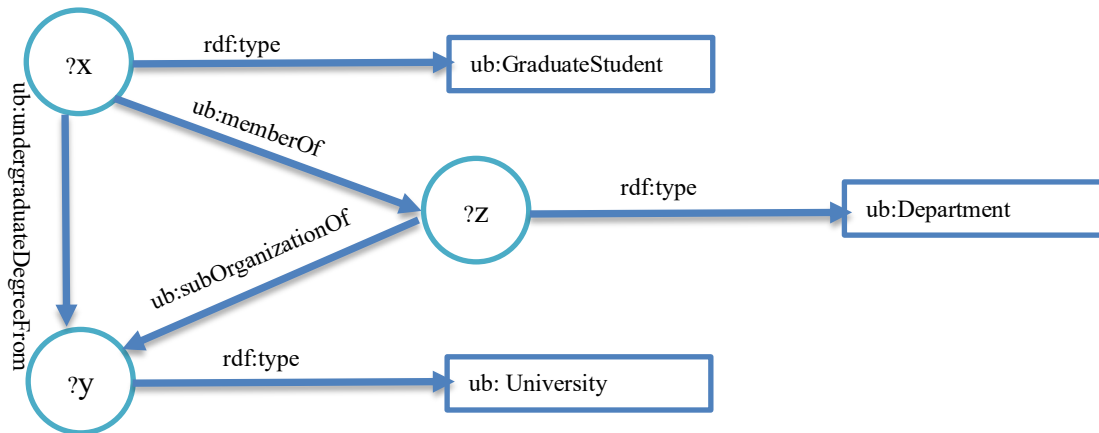 ?x
rdf:type
ub:GraduateStudent
ub:undergraduateDegreeFrom
ub:memberOf
?z
rdf:type
ub:Department
ub:subOrganizationOf
?y
rdf:type
ub: University